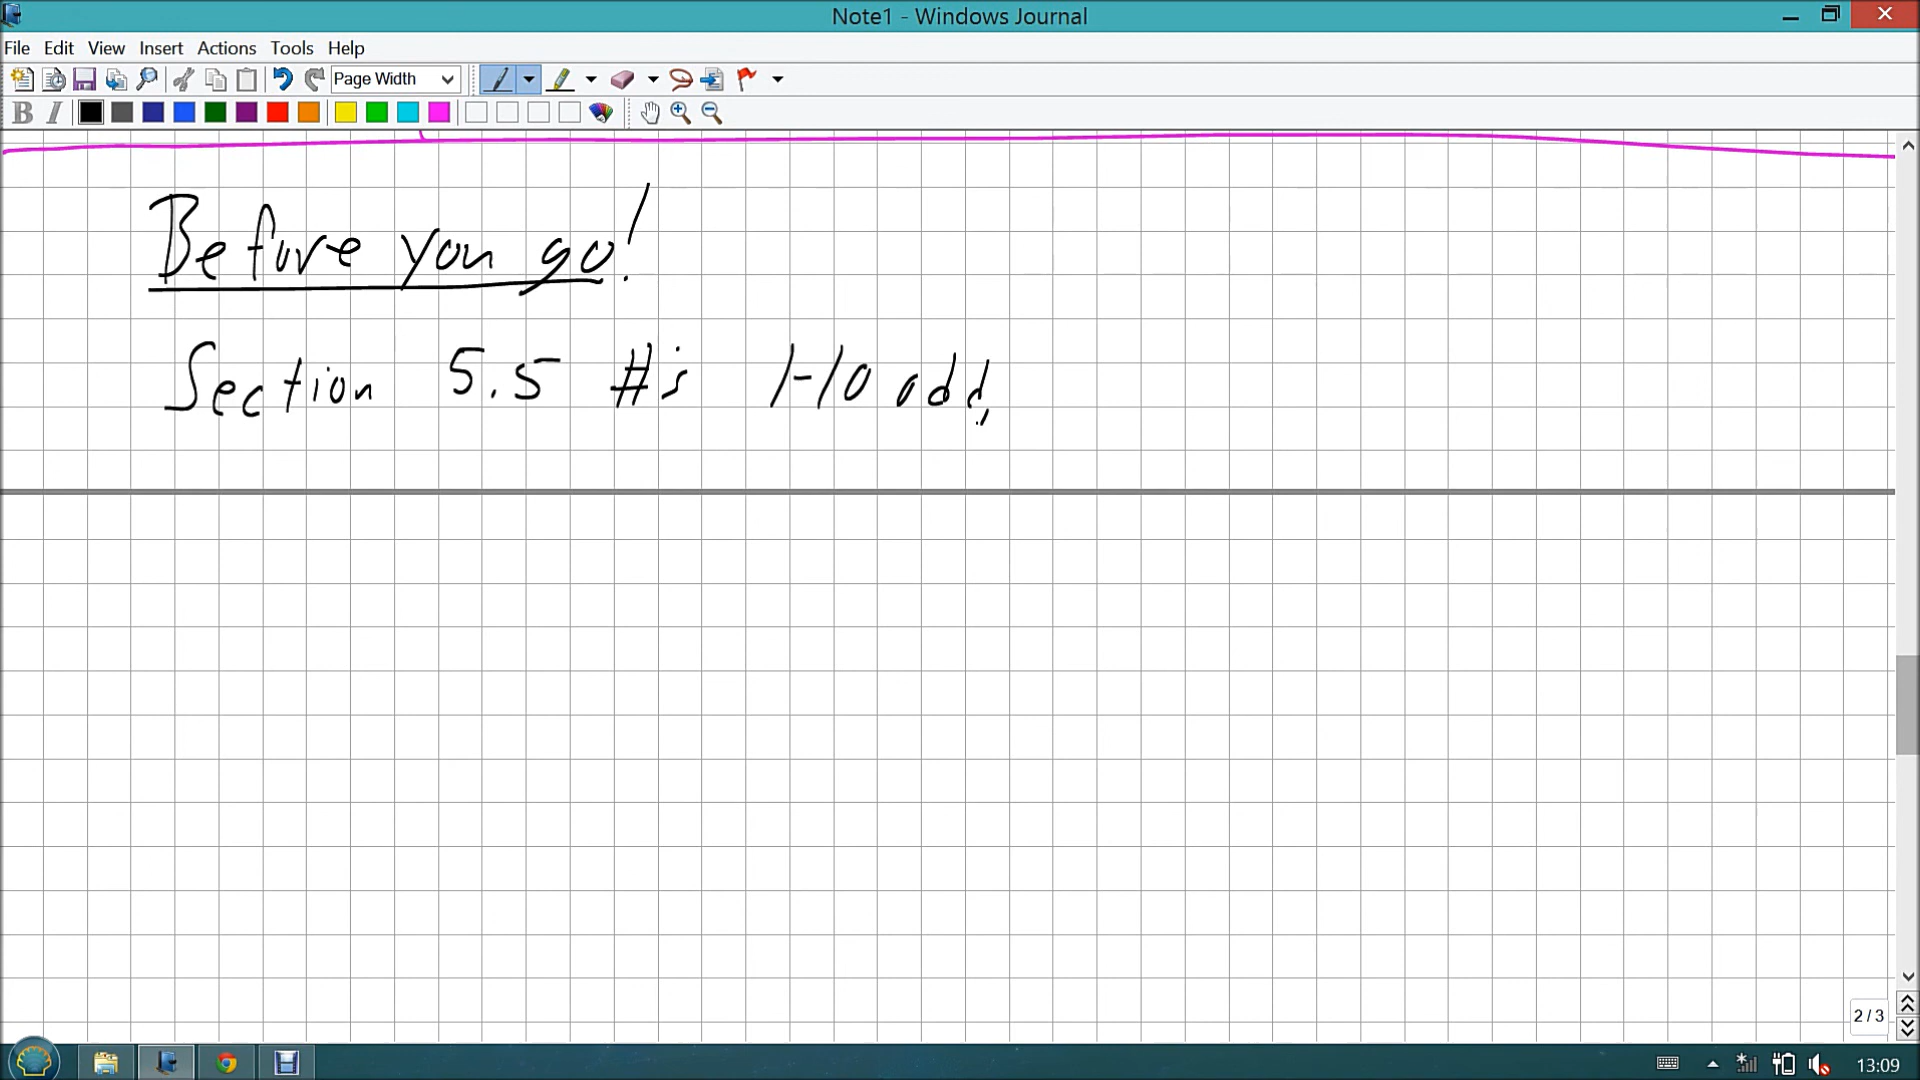 Note1 - Windows Journal
File Edit View Insert Actions Tools Help
Page Width
B I
Before you go!
Section 5.5 #'s 1-10 odd,
2 / 3
13:09